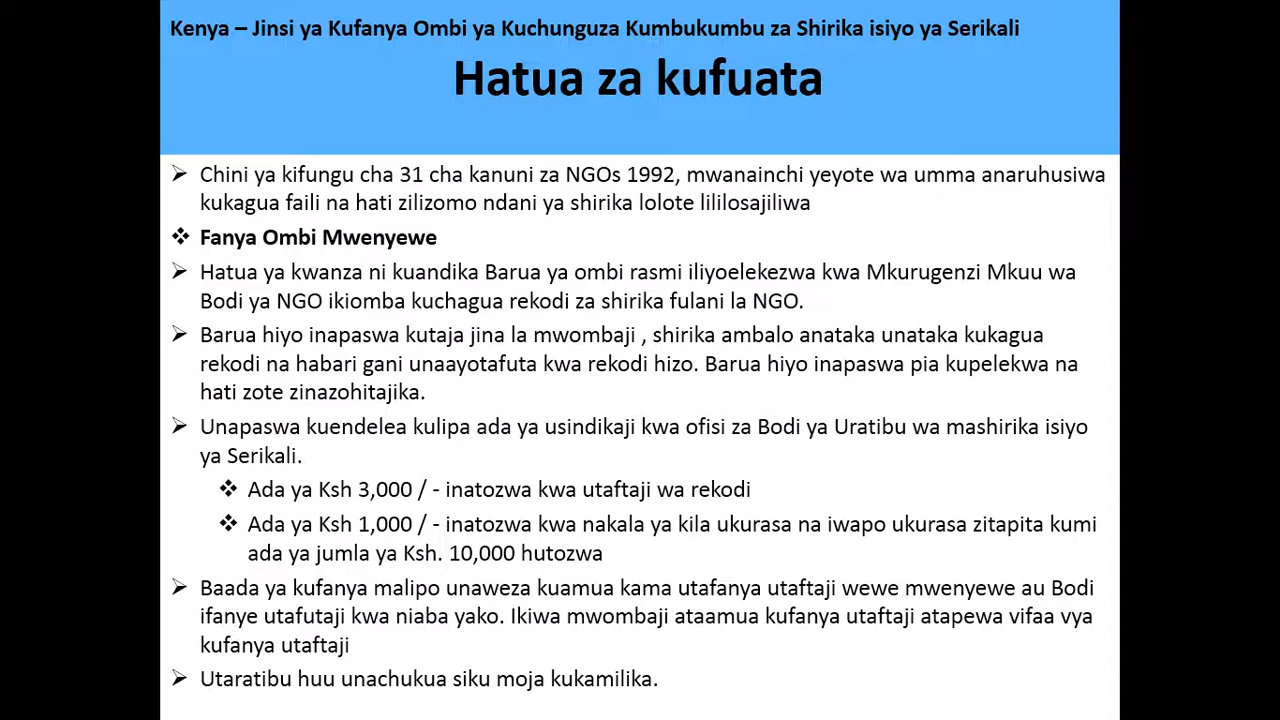 Kenya – Jinsi ya Kufanya Ombi ya Kuchunguza Kumbukumbu za Shirika isiyo ya Serikali
Hatua za kufuata
➢ Chini ya kifungu cha 31 cha kanuni za NGOs 1992, mwanainchi yeyote wa umma anaruhusiwa
kukagua faili na hati zilizomo ndani ya shirika lolote lililosajiliwa
❖ Fanya Ombi Mwenyewe
➢ Hatua ya kwanza ni kuandika Barua ya ombi rasmi iliyoelekezwa kwa Mkurugenzi Mkuu wa
Bodi ya NGO ikiomba kuchagua rekodi za shirika fulani la NGO.
➢ Barua hiyo inapaswa kutaja jina la mwombaji , shirika ambalo anataka unataka kukagua
rekodi na habari gani unaayotafuta kwa rekodi hizo. Barua hiyo inapaswa pia kupelekwa na
hati zote zinazohitajika.
➢ Unapaswa kuendelea kulipa ada ya usindikaji kwa ofisi za Bodi ya Uratibu wa mashirika isiyo
ya Serikali.
❖ Ada ya Ksh 3,000 / - inatozwa kwa utaftaji wa rekodi
❖ Ada ya Ksh 1,000 / - inatozwa kwa nakala ya kila ukurasa na iwapo ukurasa zitapita kumi
ada ya jumla ya Ksh. 10,000 hutozwa
➢ Baada ya kufanya malipo unaweza kuamua kama utafanya utaftaji wewe mwenyewe au Bodi
ifanye utafutaji kwa niaba yako. Ikiwa mwombaji ataamua kufanya utaftaji atapewa vifaa vya
kufanya utaftaji
➢ Utaratibu huu unachukua siku moja kukamilika.